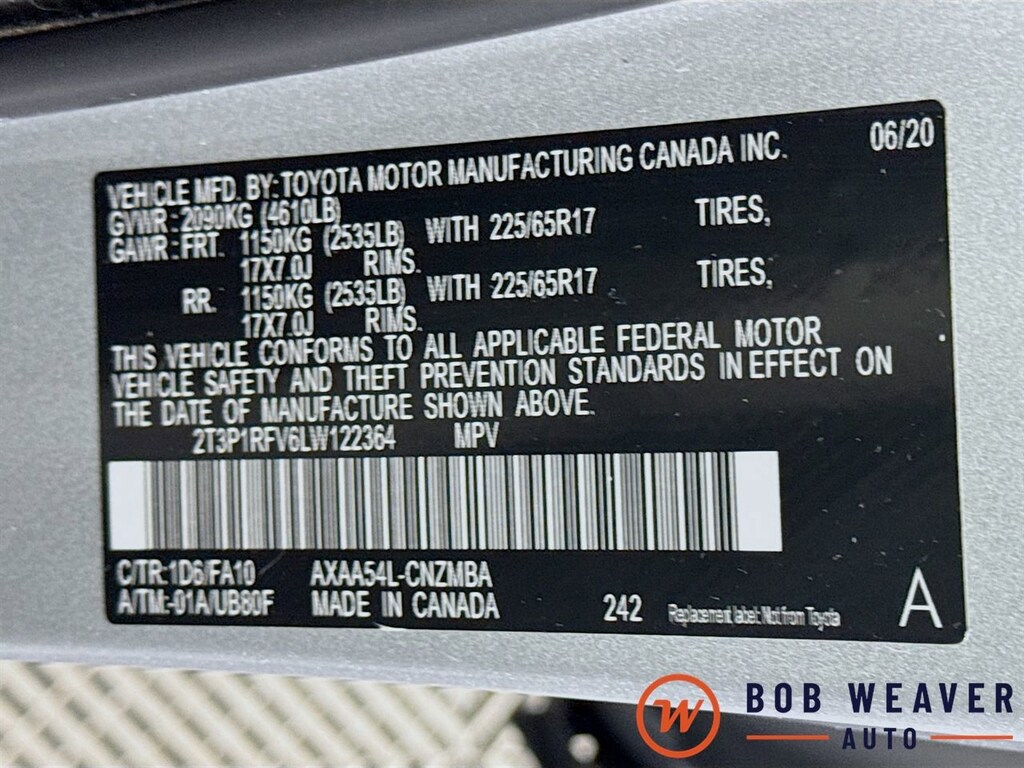 06/20
VEHICLE MFD. BY: TOYOTA MOTOR MANUFACTURING CANADA INC.
GVWR : 2090KG (4610LB)
GAWR : FRT. 1150KG (2535LB) WITH 225/65R17 TIRES,
17X7.0J RIMS.
RR. 1150KG (2535LB) WITH 225/65R17 TIRES,
17X7.0J RIMS.
THIS VEHICLE CONFORMS TO ALL APPLICABLE FEDERAL MOTOR
VEHICLE SAFETY AND THEFT PREVENTION STANDARDS IN EFFECT ON
THE DATE OF MANUFACTURE SHOWN ABOVE.
2T3P1RFV6LW122364 MPV
C/TR:1D6/FA10 AXAA54L-CNZMBA
A/TM:-01A/UB80F MADE IN CANADA 242 Replacement label: Not from Toyota A
W BOB WEAVER
AUTO